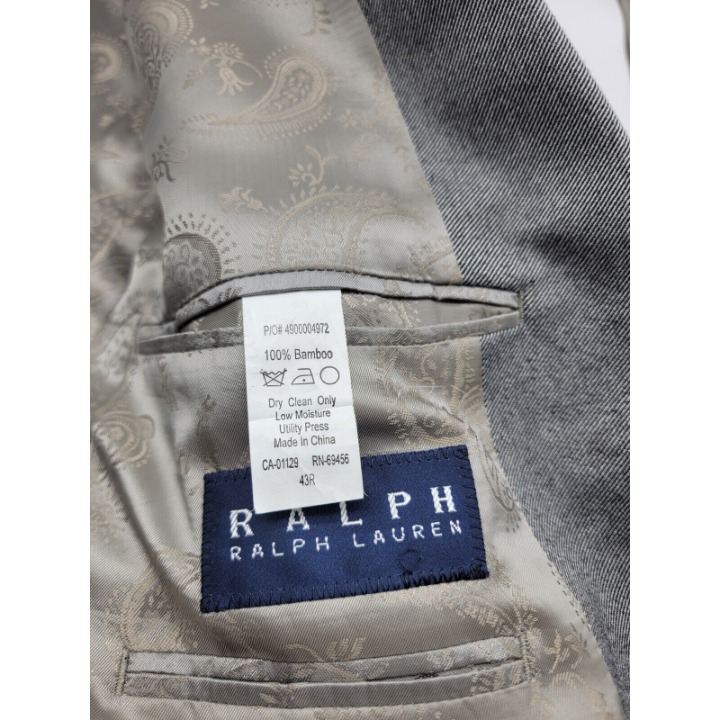 P/O# 4900004972
100% Bamboo
Dry Clean Only
Low Moisture
Utility Press
Made in China
CA-01129 RN-69456
43R
RALPH
RALPH LAUREN